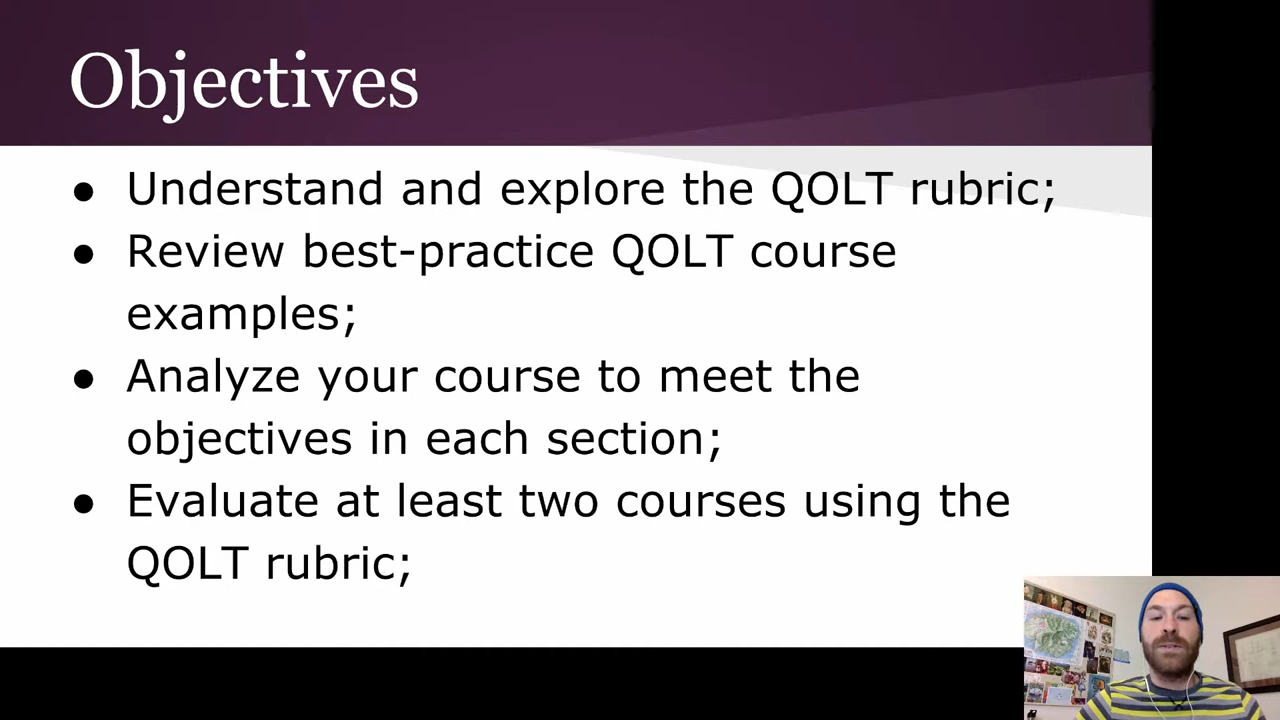 Objectives
● Understand and explore the QOLT rubric;
● Review best-practice QOLT course
examples;
● Analyze your course to meet the
objectives in each section;
● Evaluate at least two courses using the
QOLT rubric;